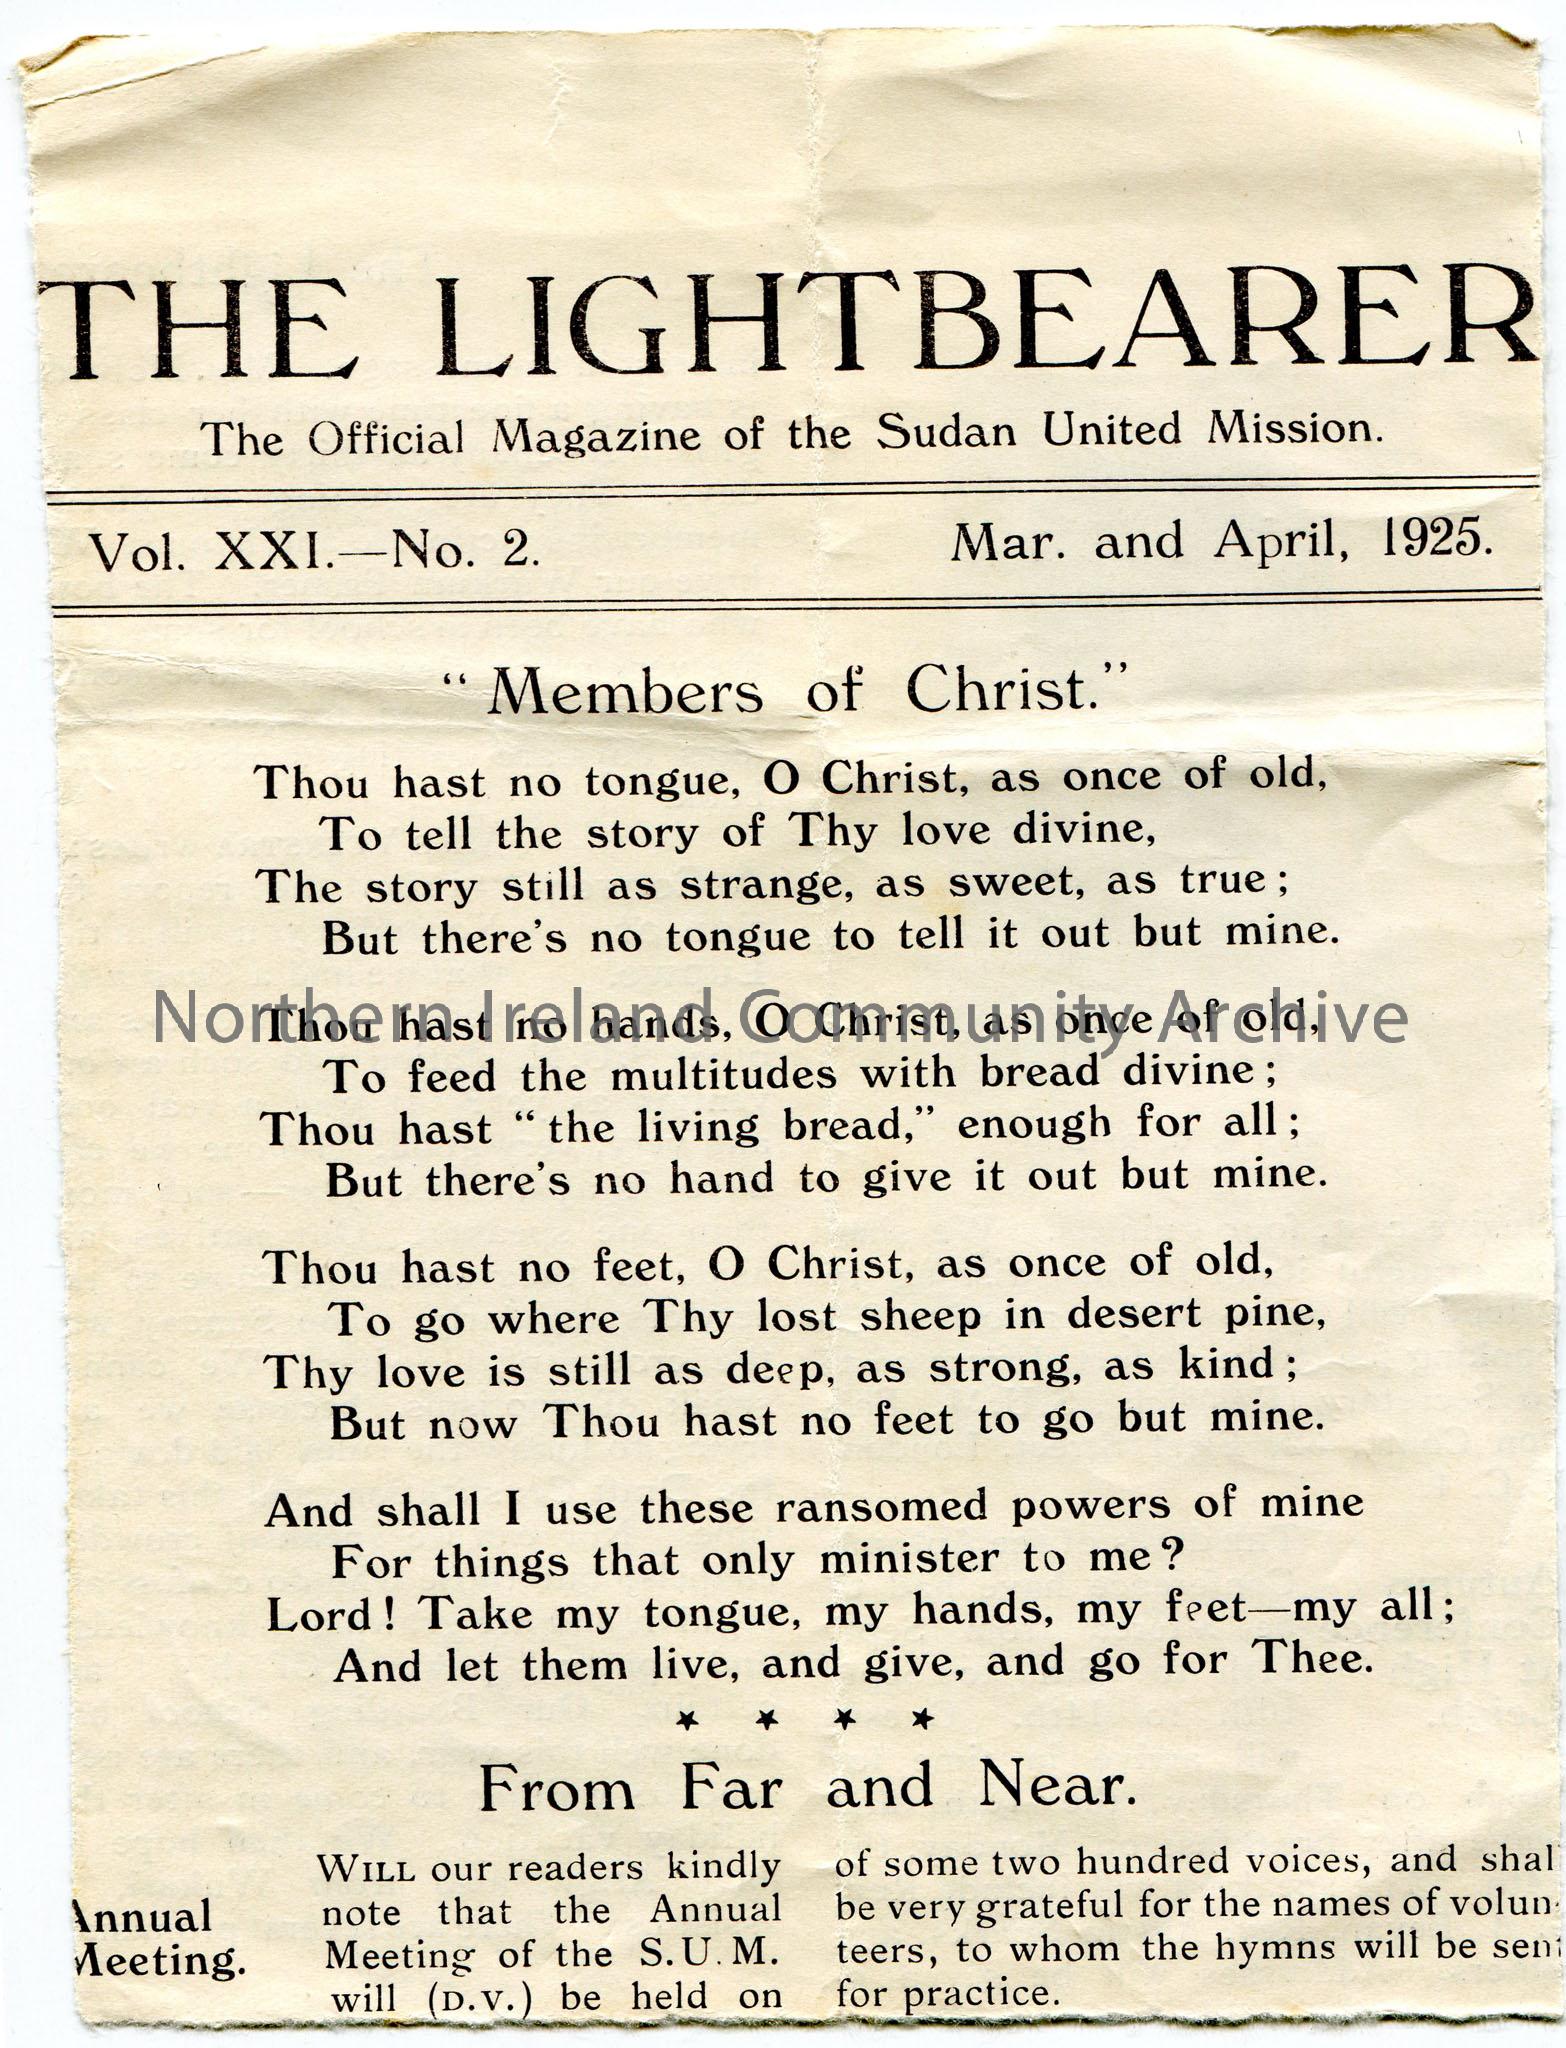 THE LIGHTBEARER
The Official Magazine of the Sudan United Mission.
Vol. XXI.—No. 2. Mar. and April, 1925.
“Members of Christ.”
Thou hast no tongue, O Christ, as once of old,
To tell the story of Thy love divine,
The story still as strange, as sweet, as true;
But there's no tongue to tell it out but mine.
Northern Ireland Community Archive
Thou hast no hands, O Christ, as once of old,
To feed the multitudes with bread divine;
Thou hast “the living bread,” enough for all;
But there's no hand to give it out but mine.
Thou hast no feet, O Christ, as once of old,
To go where Thy lost sheep in desert pine,
Thy love is still as deep, as strong, as kind;
But now Thou hast no feet to go but mine.
And shall I use these ransomed powers of mine
For things that only minister to me?
Lord! Take my tongue, my hands, my feet—my all;
And let them live, and give, and go for Thee.
★ ★ ★ ★
From Far and Near.
Annual
Meeting.
WILL our readers kindly
note that the Annual
Meeting of the S.U.M.
will (D.V.) be held on
of some two hundred voices, and shal
be very grateful for the names of volun-
teers, to whom the hymns will be sent
for practice.